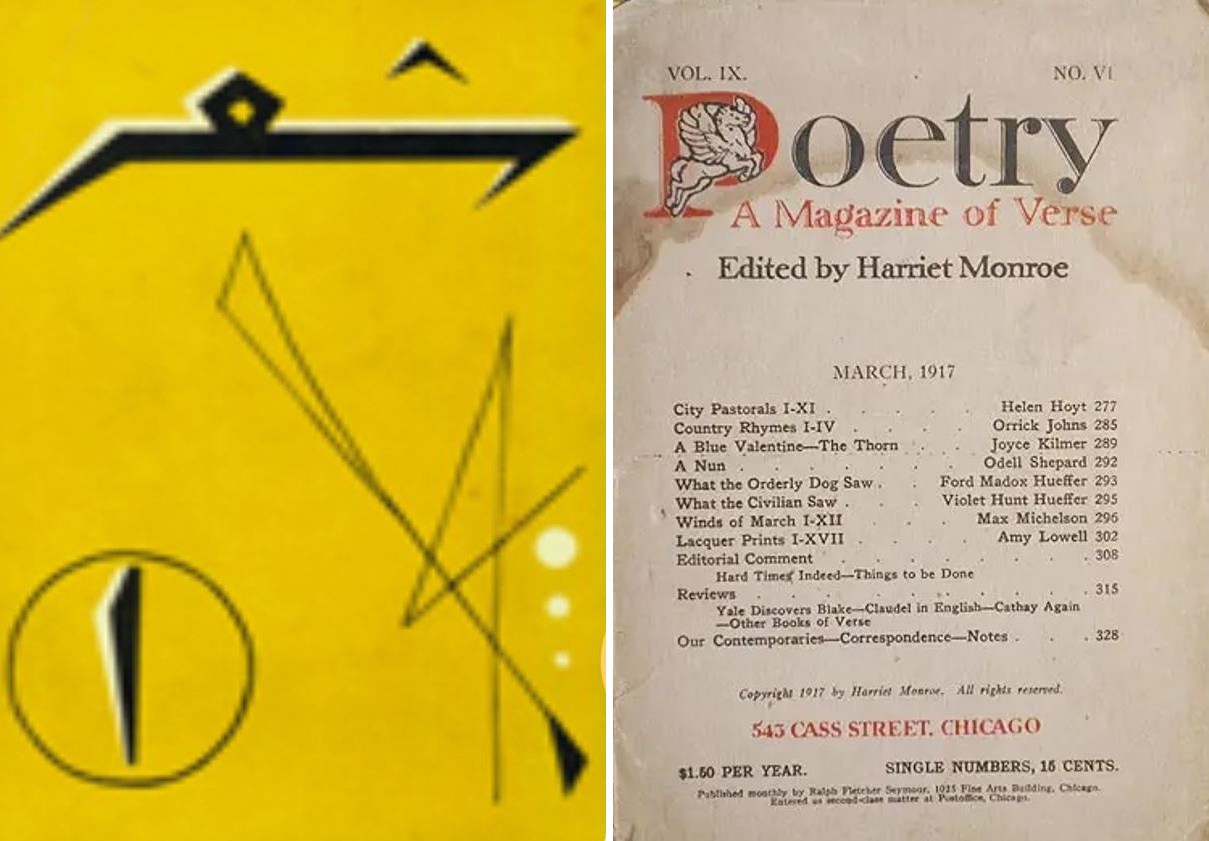 VOL. IX. NO. VI
Poetry
A Magazine of Verse
Edited by Harriet Monroe
MARCH, 1917
City Pastorals I-XI . . . . . Helen Hoyt 277
Country Rhymes I-IV . . . . Orrick Johns 285
A Blue Valentine—The Thorn . . Joyce Kilmer 289
A Nun . . . . . . . Odell Shepard 292
What the Orderly Dog Saw . . Ford Madox Hueffer 293
What the Civilian Saw . . . Violet Hunt Hueffer 295
Winds of March I-XII . . . Max Michelson 296
Lacquer Prints I-XVII . . . . Amy Lowell 302
Editorial Comment . . . . . . . 308
Hard Times Indeed—Things to be Done
Reviews . . . . . . . . . 315
Yale Discovers Blake—Claudel in English—Cathay Again
—Other Books of Verse
Our Contemporaries—Correspondence—Notes . . . 328
Copyright 1917 by Harriet Monroe. All rights reserved.
543 CASS STREET, CHICAGO
$1.50 PER YEAR. SINGLE NUMBERS, 15 CENTS.
Published monthly by Ralph Fletcher Seymour, 1025 Fine Arts Building, Chicago.
Entered as second-class matter at Postoffice, Chicago.